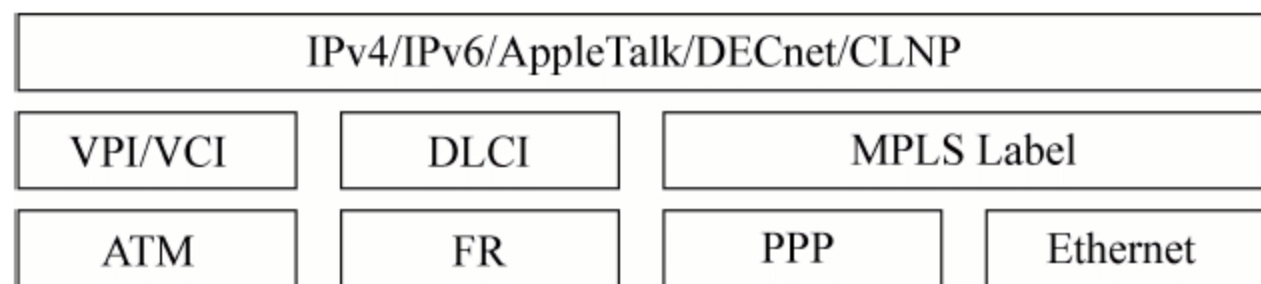 IPv4/IPv6/AppleTalk/DECnet/CLNP
VPI/VCI DLCI MPLS Label
ATM FR PPP Ethernet